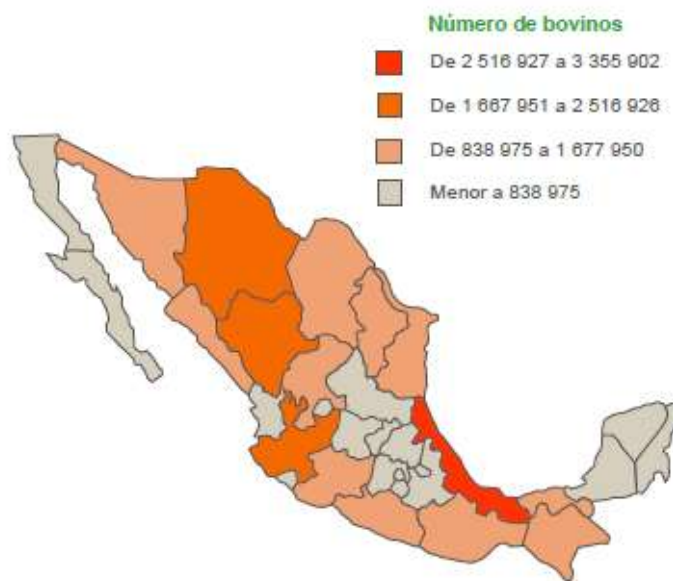 Número de bovinos
De 2 516 927 a 3 355 902
De 1 667 951 a 2 516 926
De 838 975 a 1 677 950
Menor a 838 975